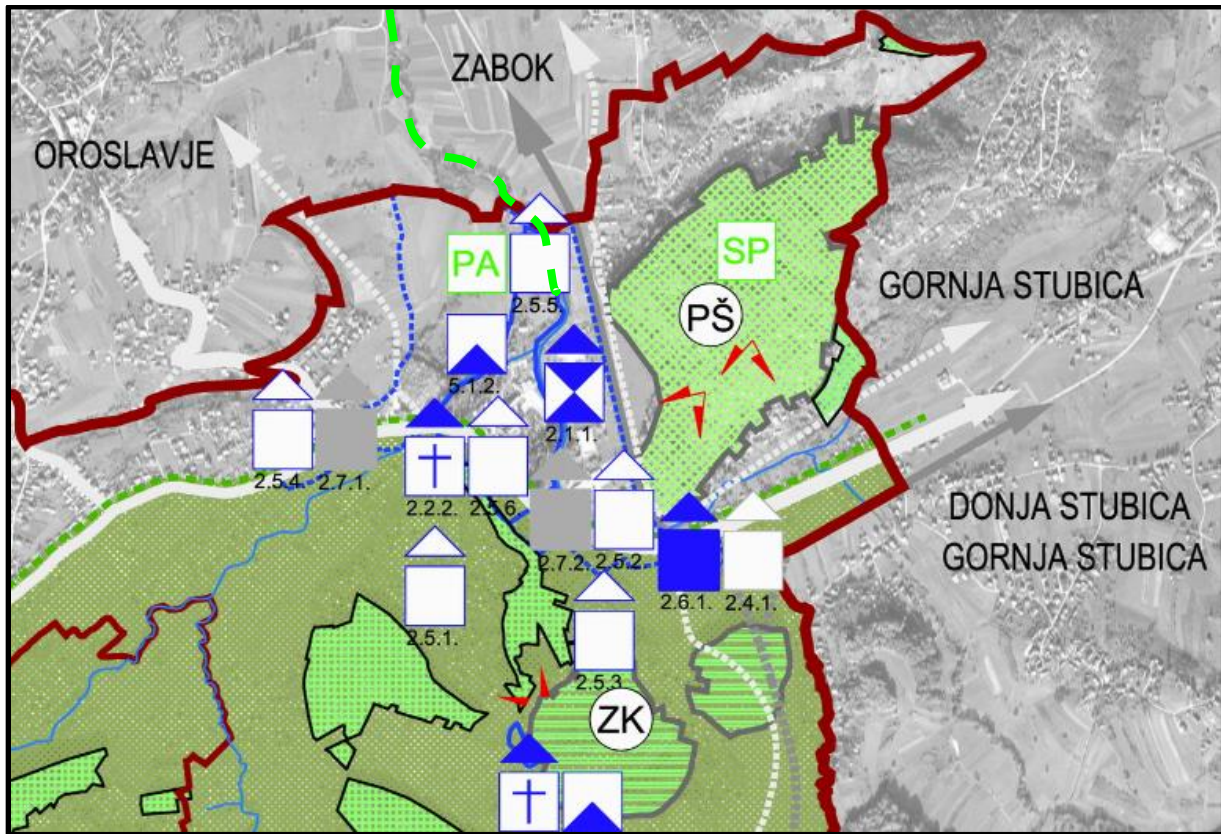 ZABOK
OROSLAVJE
PA
2.5.5.
SP
GORNJA STUBICA
PŠ
5.1.2.
2.1.1.
2.5.4.
2.7.1.
2.2.2.
2.5.6.
2.7.2.
2.5.2.
DONJA STUBICA
GORNJA STUBICA
2.6.1.
2.4.1.
2.5.1.
2.5.3.
ZK